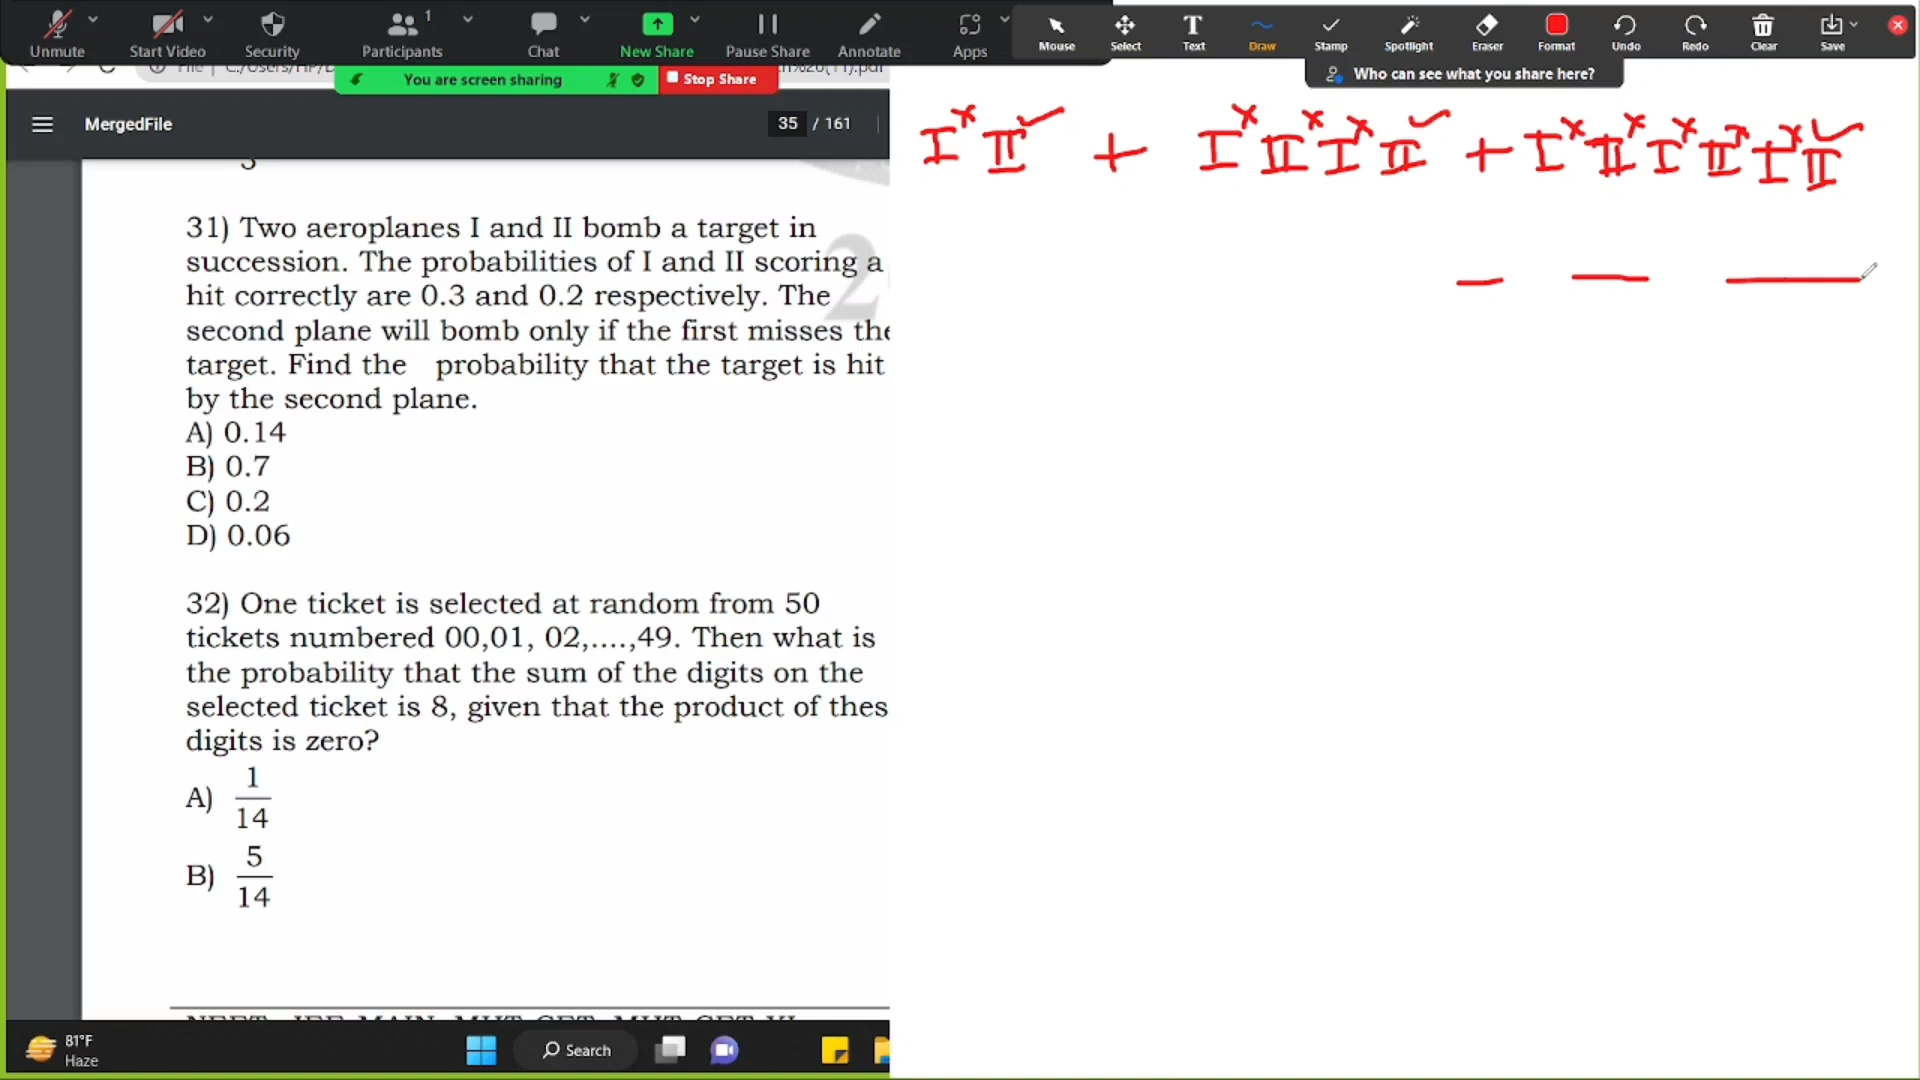 Unmute Start Video Security Participants 1 Chat New Share Pause Share Annotate Apps
Mouse Select Text Draw Stamp Spotlight Eraser Format Undo Redo Clear Save
You are screen sharing Stop Share
Who can see what you share here?
MergedFile 35 / 161
I× II✓ + I× II× I× II✓ + I× II× I× II× I× II✓
31) Two aeroplanes I and II bomb a target in
succession. The probabilities of I and II scoring a
hit correctly are 0.3 and 0.2 respectively. The
second plane will bomb only if the first misses the
target. Find the probability that the target is hit
by the second plane.
A) 0.14
B) 0.7
C) 0.2
D) 0.06
32) One ticket is selected at random from 50
tickets numbered 00,01, 02,....,49. Then what is
the probability that the sum of the digits on the
selected ticket is 8, given that the product of thes
digits is zero?
A) 1/14
B) 5/14
81°F
Haze
Search